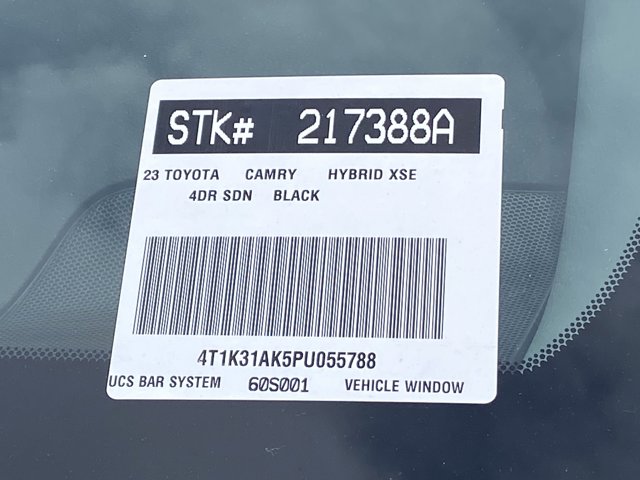 STK# 217388A
23 TOYOTA CAMRY HYBRID XSE
4DR SDN BLACK
4T1K31AK5PU055788
UCS BAR SYSTEM 60S001 VEHICLE WINDOW